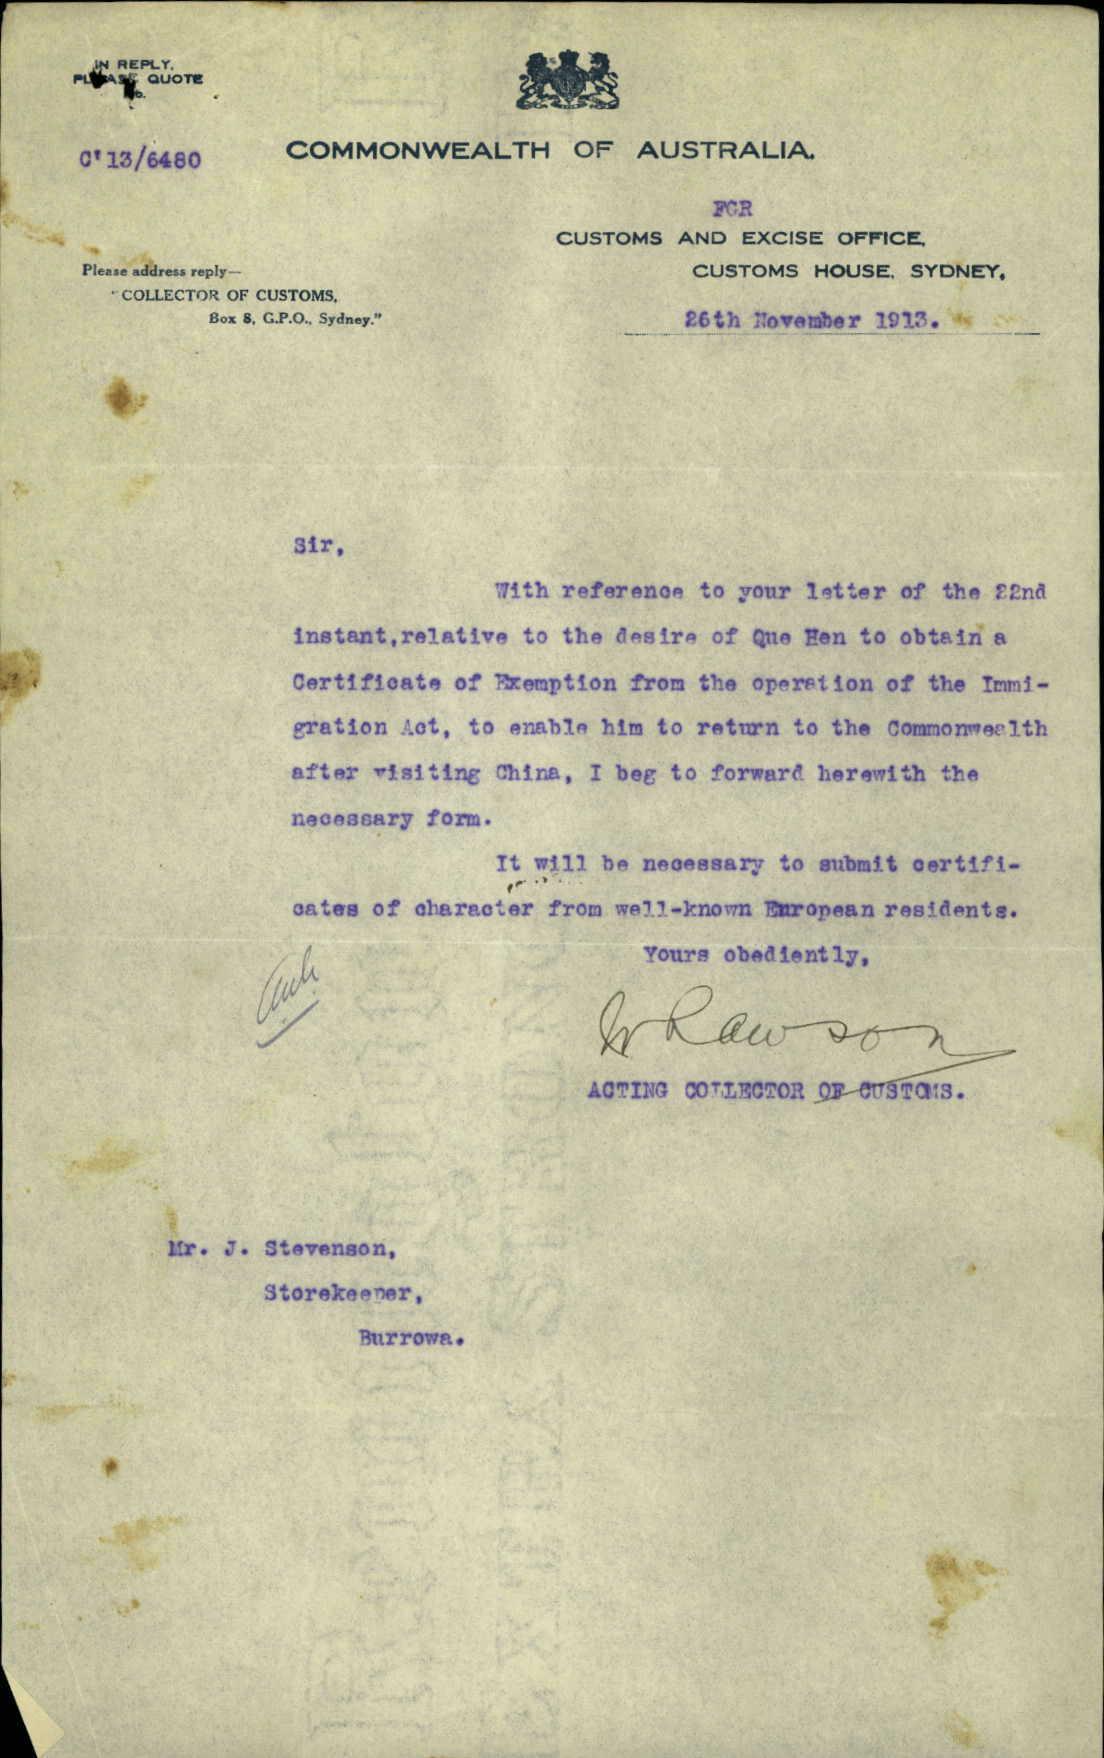 IN REPLY,
PLEASE QUOTE
No.
C'13/6480
COMMONWEALTH OF AUSTRALIA.
FGR
CUSTOMS AND EXCISE OFFICE,
CUSTOMS HOUSE, SYDNEY,
26th November 1913.
Please address reply—
"COLLECTOR OF CUSTOMS,
Box 8, G.P.O., Sydney."
Sir,
With reference to your letter of the 22nd
instant,relative to the desire of Que Hen to obtain a
Certificate of Exemption from the operation of the Immi-
gration Act, to enable him to return to the Commonwealth
after visiting China, I beg to forward herewith the
necessary form.
It will be necessary to submit certifi-
cates of character from well-known European residents.
Yours obediently,
W Rawson
ACTING COLLECTOR OF CUSTOMS.
Mr. J. Stevenson,
Storekeeper,
Burrowa.